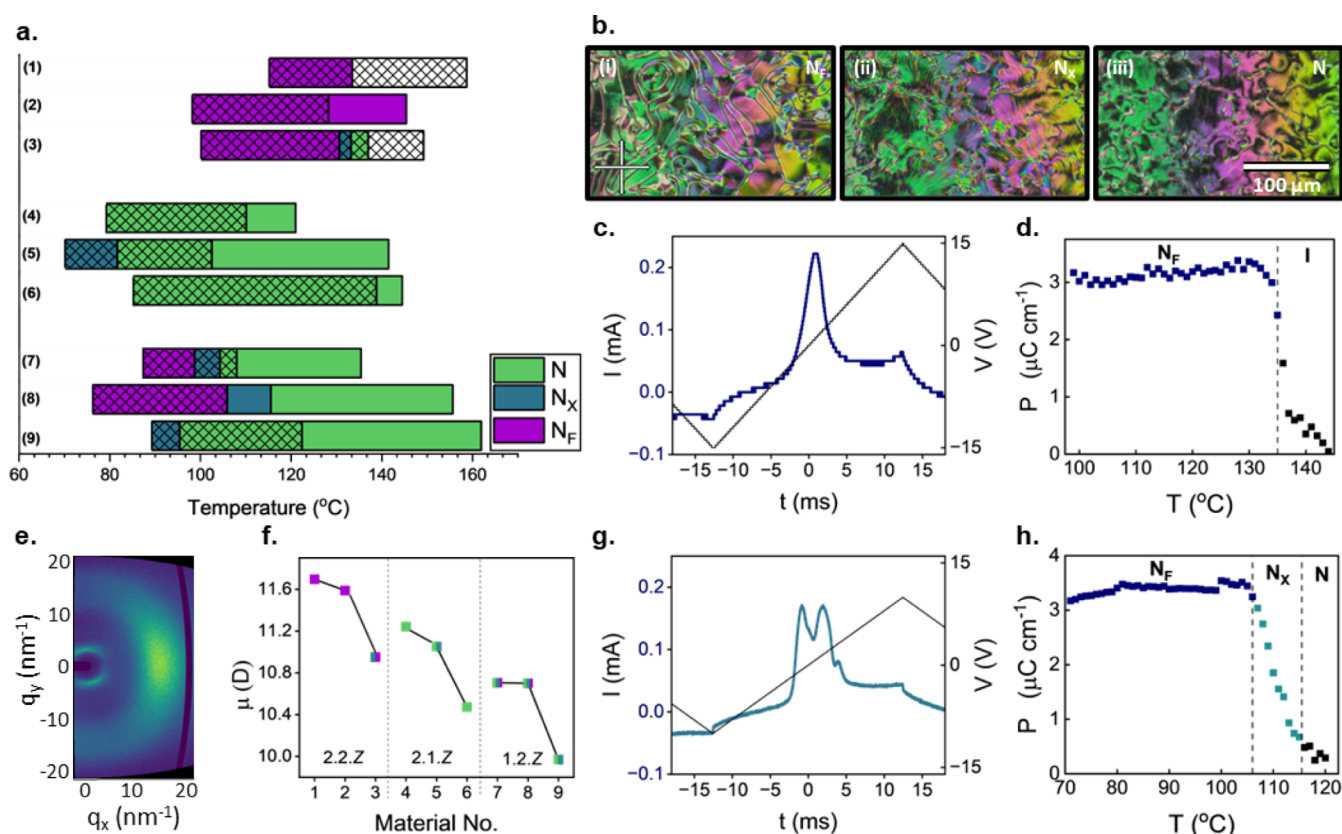 a.
(1)
(2)
(3)
(4)
(5)
(6)
(7)
(8)
(9)
N
NX
NF
60 80 100 120 140 160
Temperature (oC)
b.
(i)
NF
(ii)
NX
(iii)
N
100 µm
c.
0.2
0.1
0.0
−0.1
I (mA)
15
0
−15
V (V)
−15 −10 −5 0 5 10 15
t (ms)
d.
NF
I
3
2
1
0
P (µC cm-1)
100 110 120 130 140
T (oC)
e.
20
10
0
-10
-20
qy (nm-1)
0 10 20
qx (nm-1)
f.
11.6
11.2
10.8
10.4
10.0
µ (D)
2.2.Z
2.1.Z
1.2.Z
1 2 3 4 5 6 7 8 9
Material No.
g.
0.2
0.1
0.0
−0.1
I (mA)
15
0
−15
V (V)
−15 −10 −5 0 5 10 15
t (ms)
h.
NF
NX
N
4
3
2
1
0
P (µC cm-1)
70 80 90 100 110 120
T (oC)